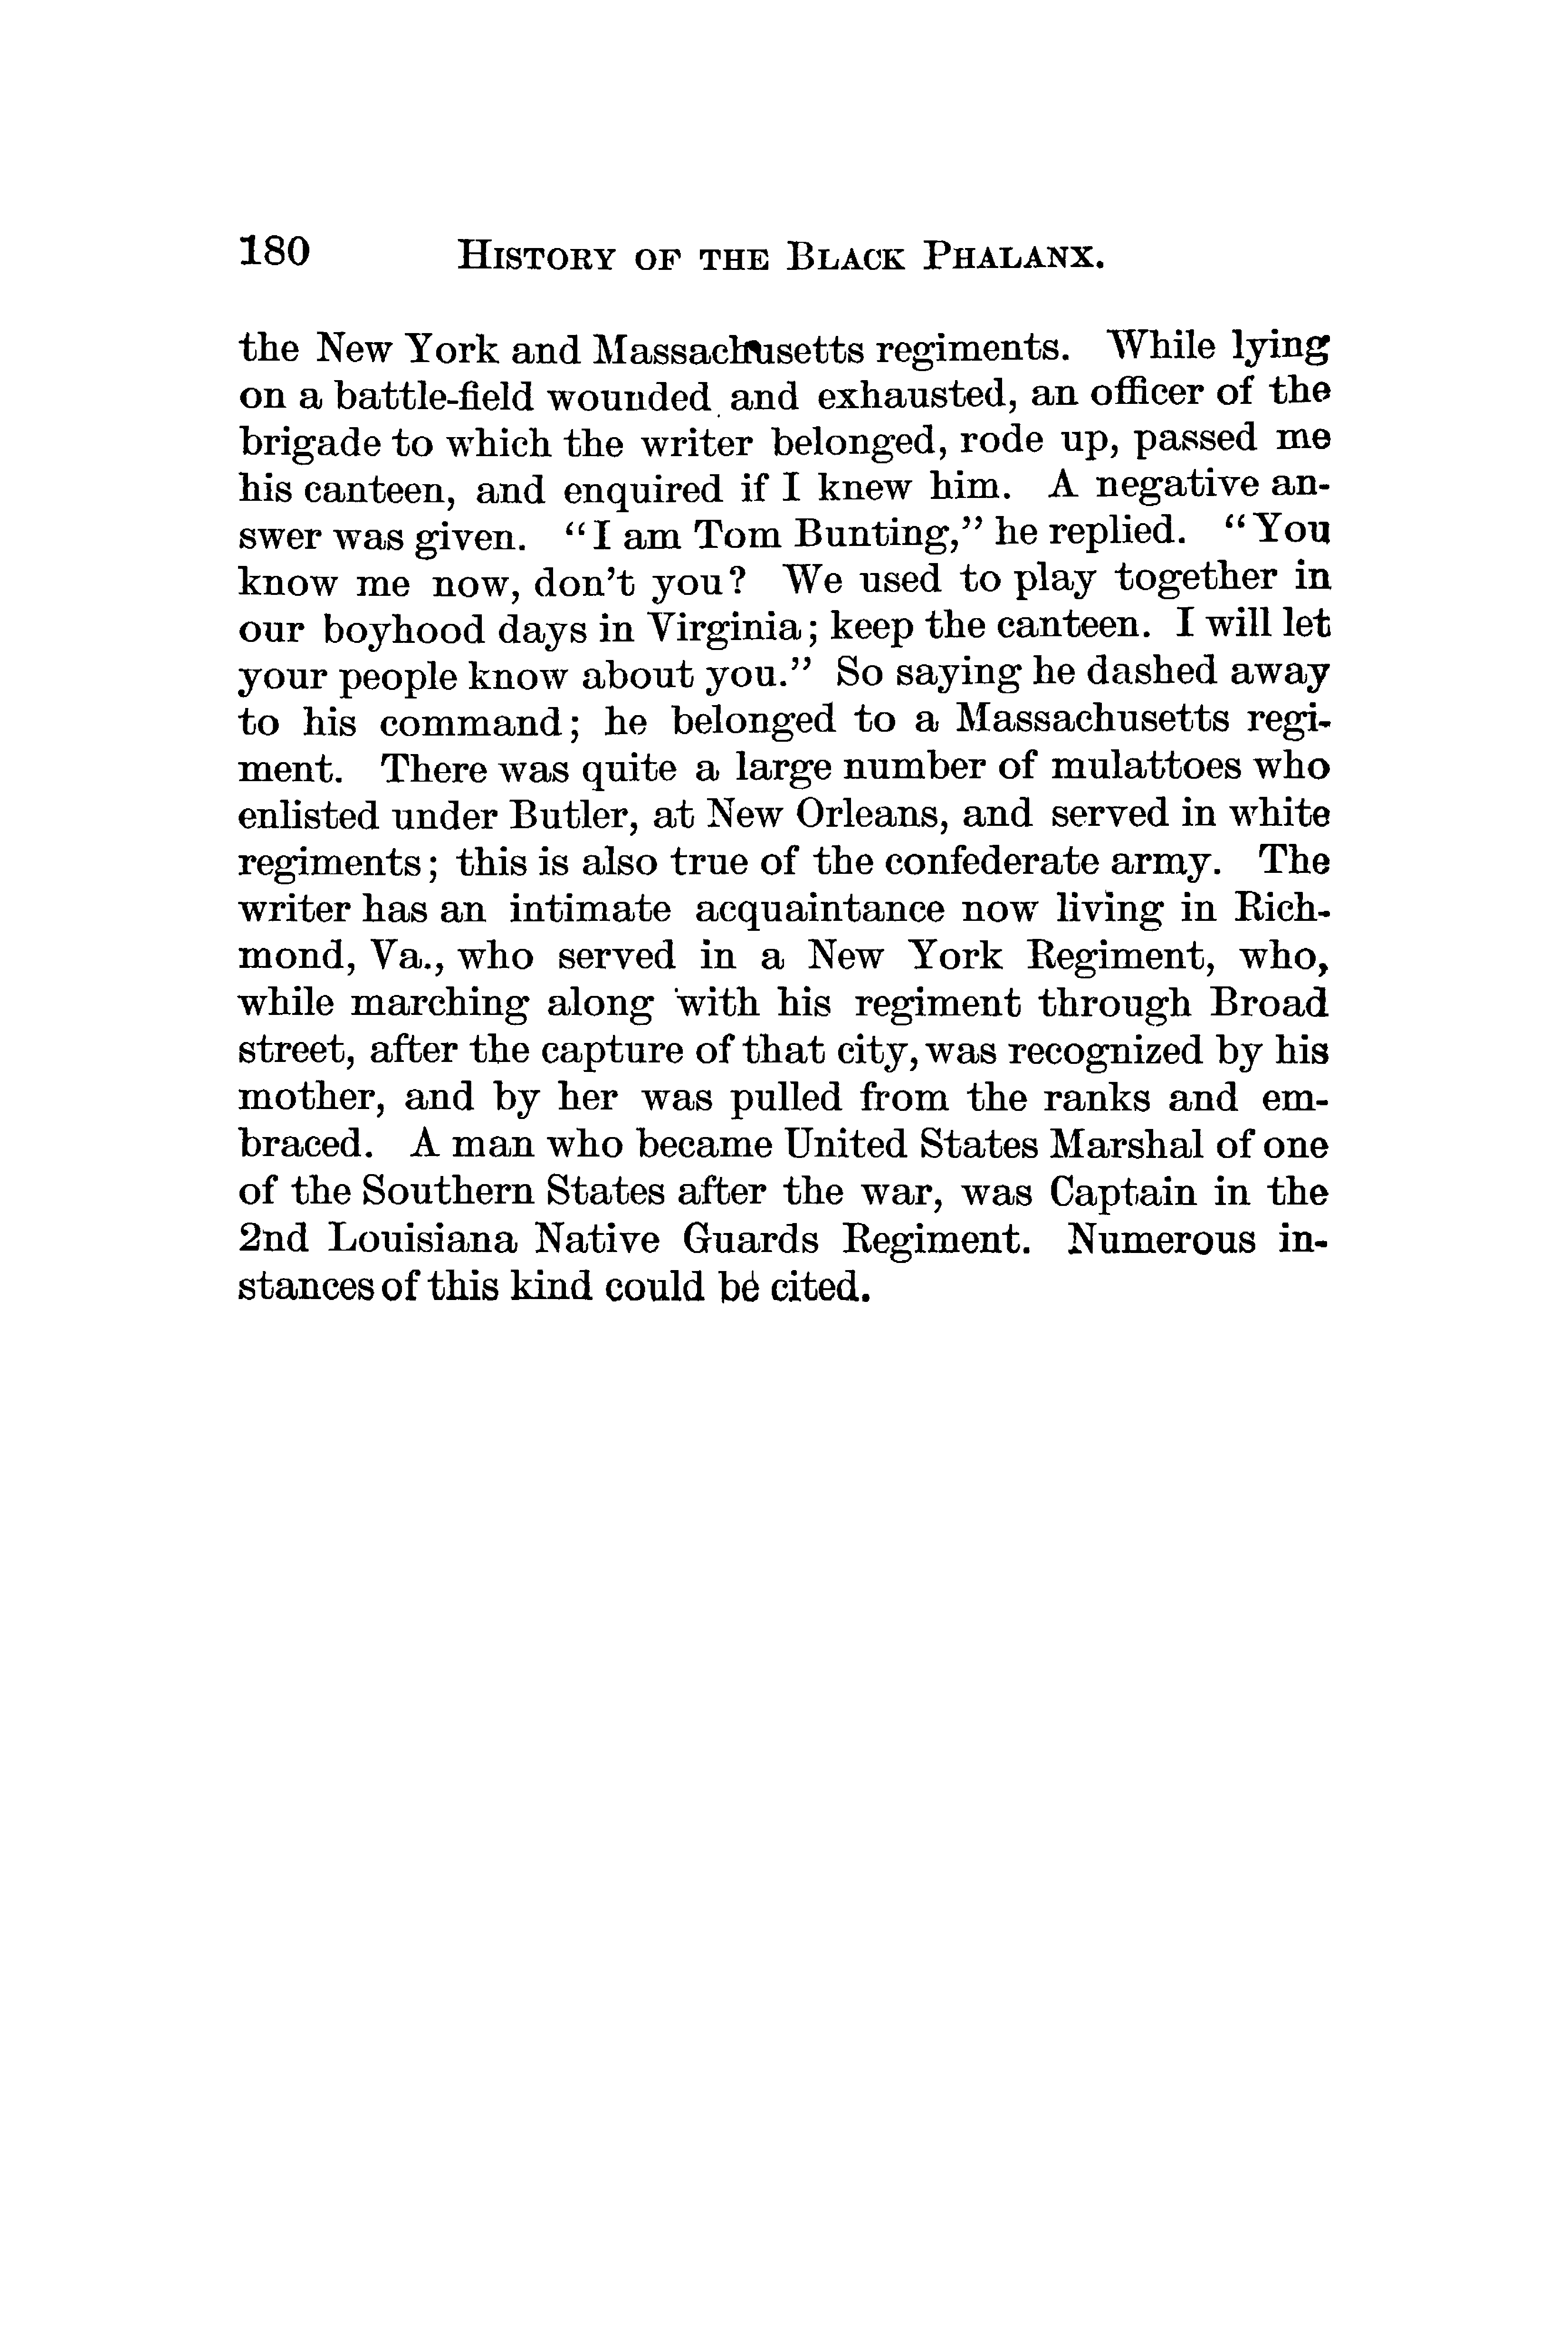 180 History of the Black Phalanx.
the New York and Massachusetts regiments. While lying
on a battle-field wounded and exhausted, an officer of the
brigade to which the writer belonged, rode up, passed me
his canteen, and enquired if I knew him. A negative an-
swer was given. “I am Tom Bunting,” he replied. “You
know me now, don’t you? We used to play together in
our boyhood days in Virginia; keep the canteen. I will let
your people know about you.” So saying he dashed away
to his command; he belonged to a Massachusetts regi-
ment. There was quite a large number of mulattoes who
enlisted under Butler, at New Orleans, and served in white
regiments; this is also true of the confederate army. The
writer has an intimate acquaintance now living in Rich-
mond, Va., who served in a New York Regiment, who,
while marching along with his regiment through Broad
street, after the capture of that city, was recognized by his
mother, and by her was pulled from the ranks and em-
braced. A man who became United States Marshal of one
of the Southern States after the war, was Captain in the
2nd Louisiana Native Guards Regiment. Numerous in-
stances of this kind could be cited.